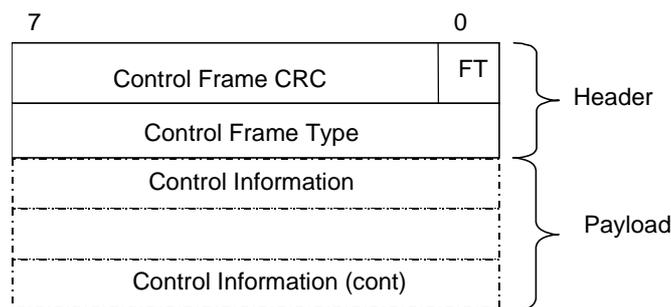 7 0
Control Frame CRC FT
Header
Control Frame Type
Control Information
Payload
Control Information (cont)